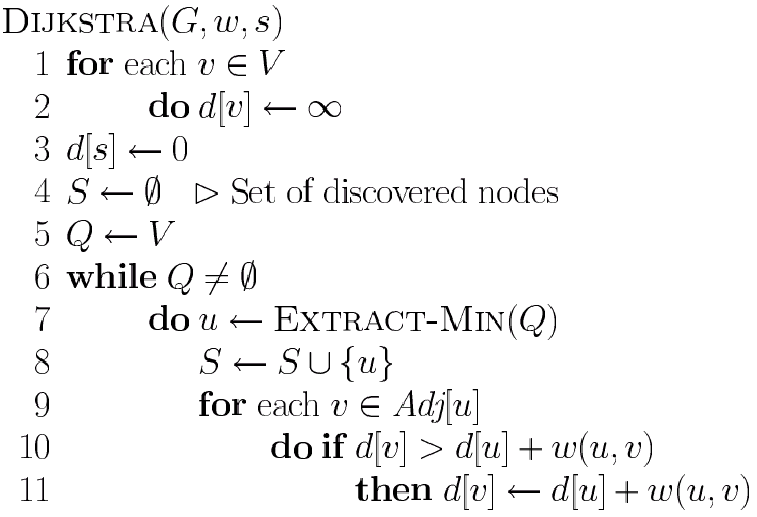 DIJKSTRA(G, w, s)
1 for each v ∈ V
2 do d[v] ← ∞
3 d[s] ← 0
4 S ← ∅ ▷ Set of discovered nodes
5 Q ← V
6 while Q ≠ ∅
7 do u ← EXTRACT-MIN(Q)
8 S ← S ∪ {u}
9 for each v ∈ Adj[u]
10 do if d[v] > d[u] + w(u, v)
11 then d[v] ← d[u] + w(u, v)